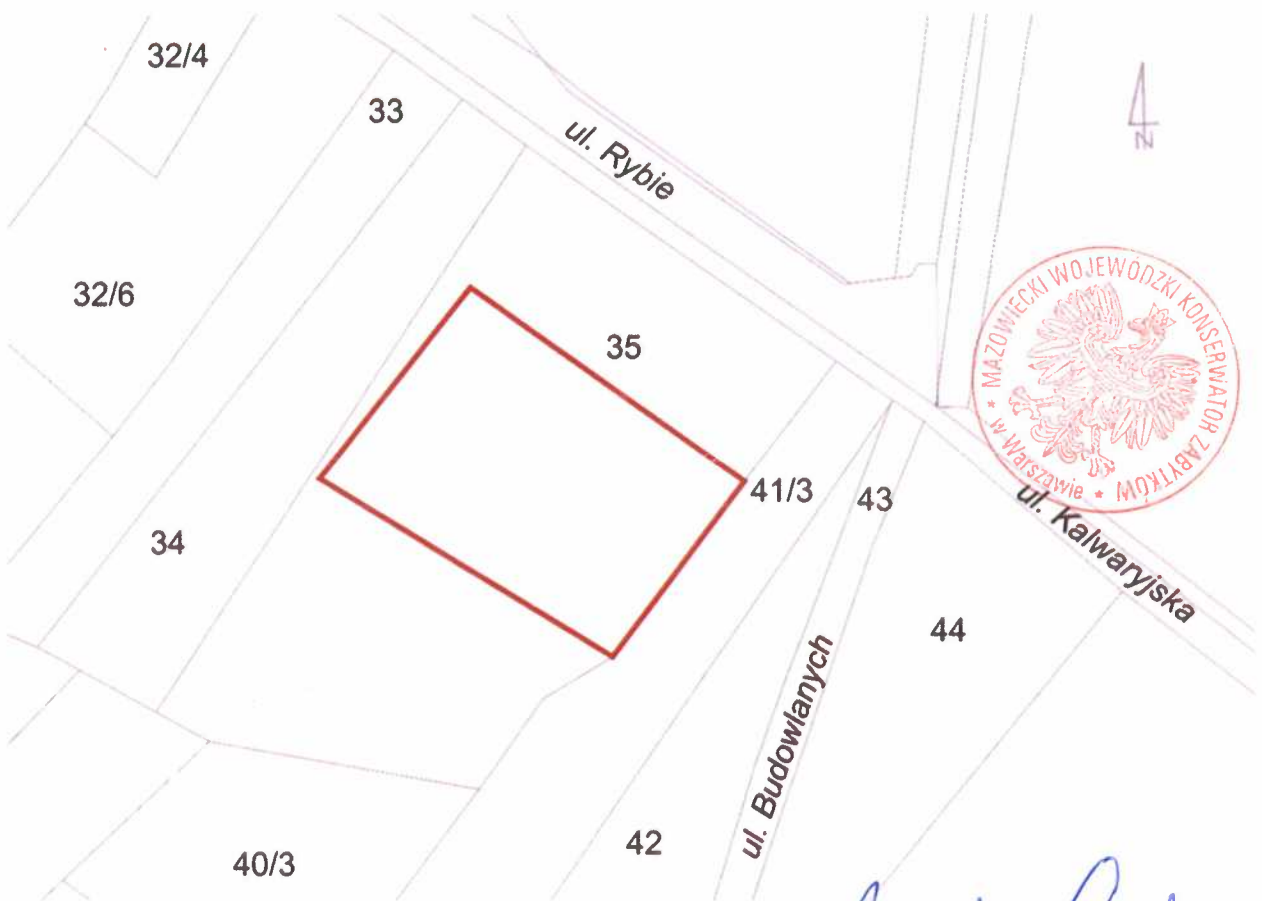 32/4
33
ul. Rybie
N
32/6
35
MAZOWIECKI WOJEWÓDZKI KONSERWATOR ZABYTKÓW
* w Warszawie *
41/3
43
ul. Kalwaryjska
34
44
ul. Budowlanych
42
40/3